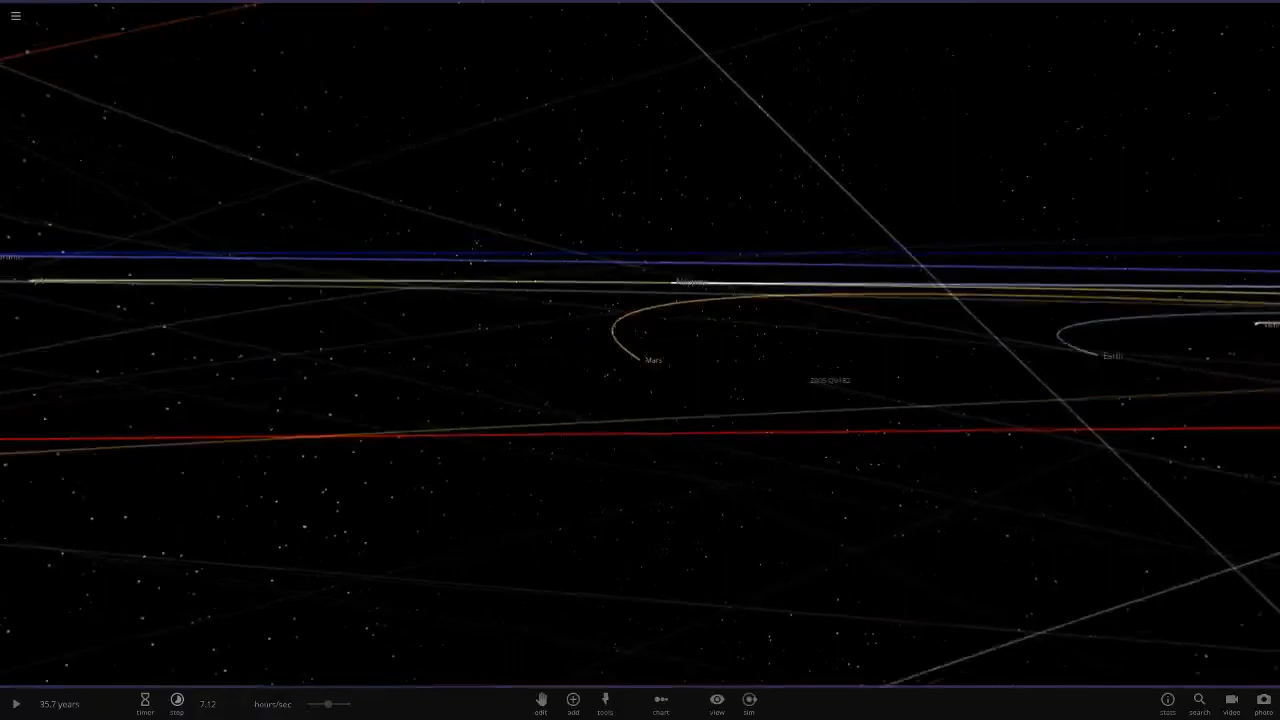 Mars
Earth
35.7 years
timer
step
7.12
hours/sec
edit
add
tools
chart
view
sim
stats
search
video
photo